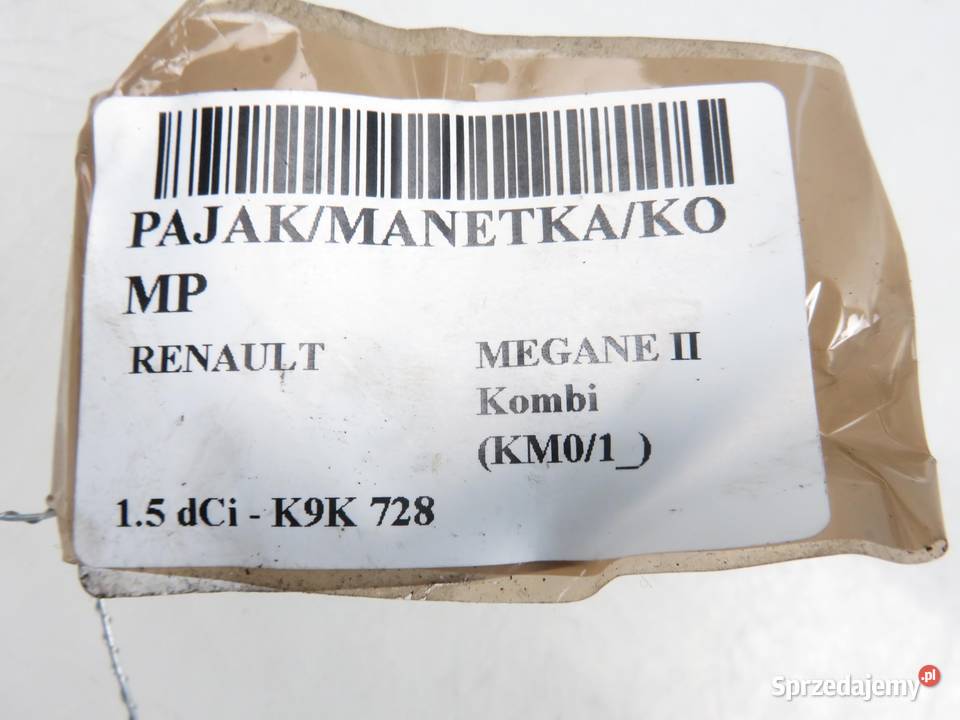 PAJAK/MANETKA/KO
MP
RENAULT MEGANE II
Kombi
(KM0/1_)
1.5 dCi - K9K 728
Sprzedajemy.pl